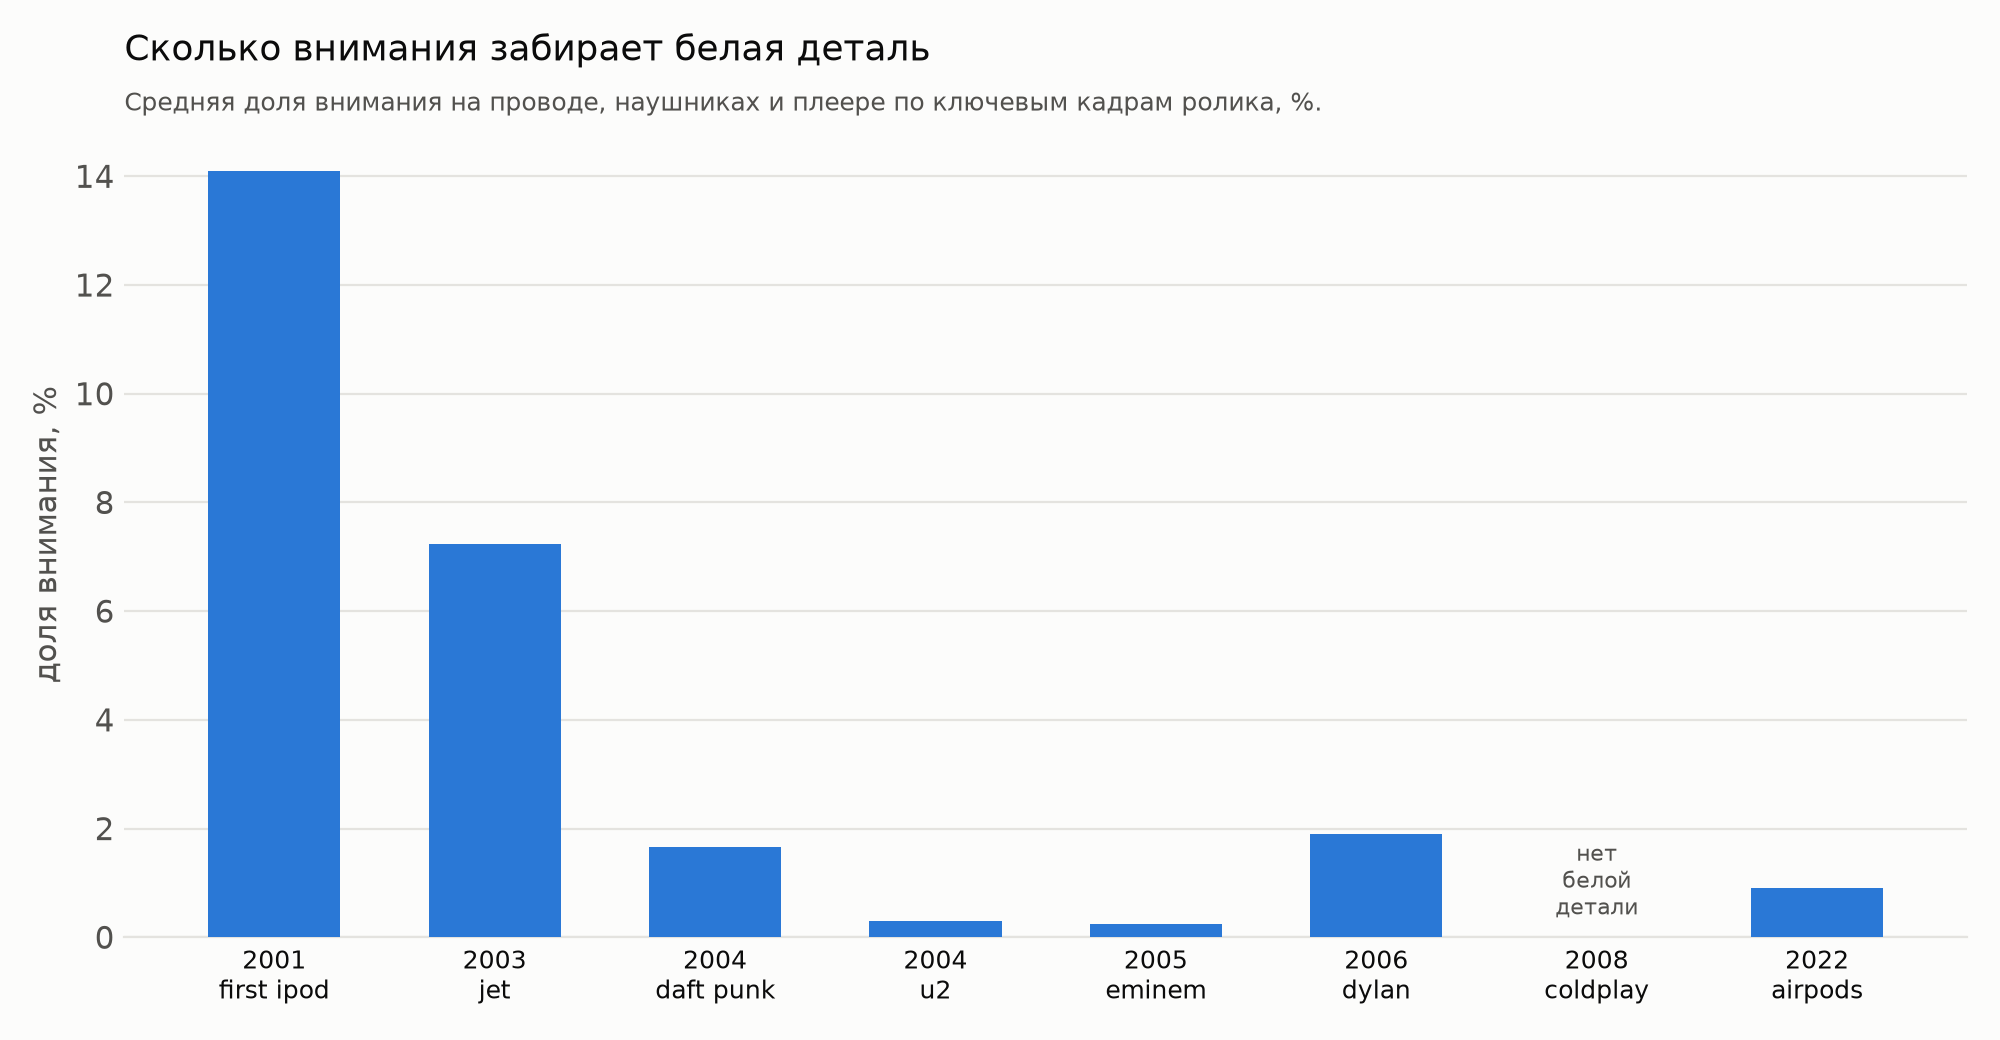 Сколько внимания забирает белая деталь
Средняя доля внимания на проводе, наушниках и плеере по ключевым кадрам ролика, %.
доля внимания, %
14
12
10
8
6
4
2
0
нет
белой
детали
2001
first ipod
2003
jet
2004
daft punk
2004
u2
2005
eminem
2006
dylan
2008
coldplay
2022
airpods